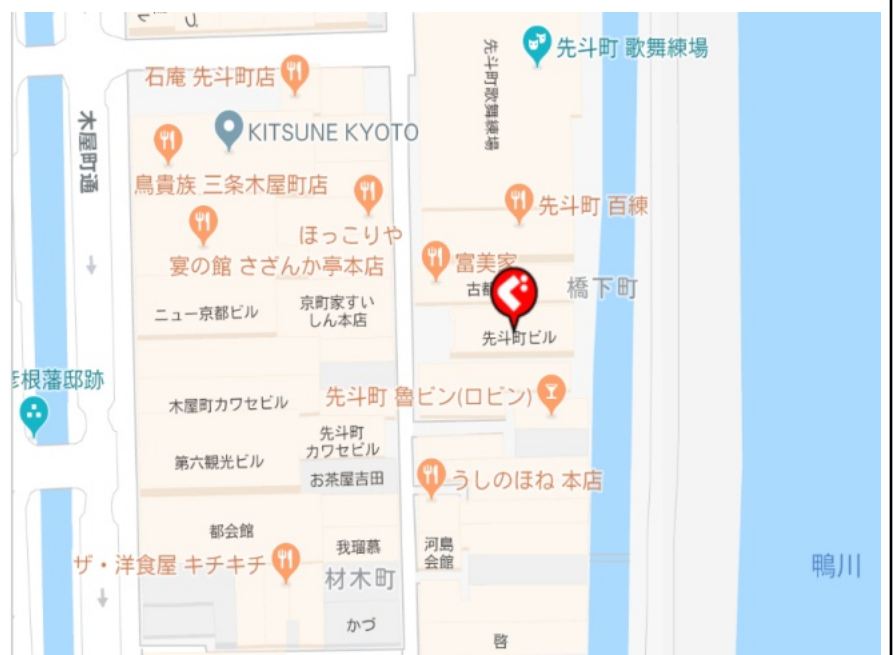 先斗町 歌舞練場
先斗町歌舞練場
石庵 先斗町店
木屋町通
KITSUNE KYOTO
鳥貴族 三条木屋町店
先斗町 百練
ほっこりや
宴の館 さざんか亭本店
富美家
古都
橋下町
ニュー京都ビル
京町家すい
しん本店
先斗町ビル
根藩邸跡
木屋町カワセビル
先斗町 魯ビン(ロビン)
先斗町
カワセビル
第六観光ビル
お茶屋吉田
うしのほね 本店
都会館
我瑠慕
河島
会館
ザ・洋食屋 キチキチ
材木町
鴨川
かづ
啓